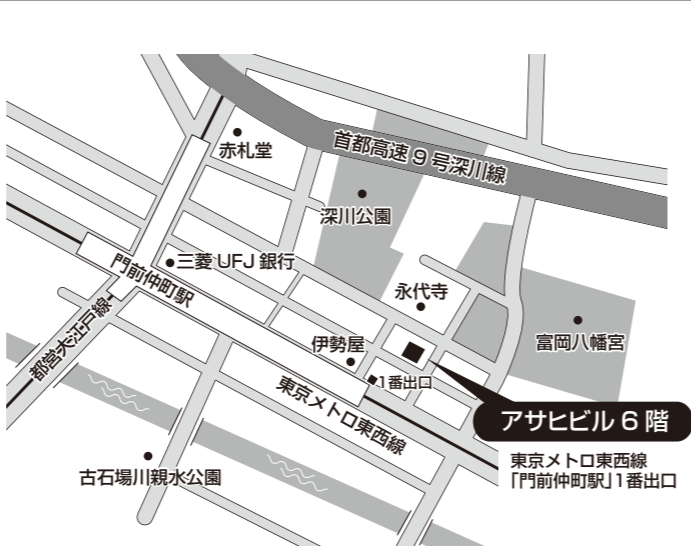 首都高速9号深川線
赤札堂
深川公園
三菱UFJ銀行
門前仲町駅
永代寺
都営大江戸線
伊勢屋
富岡八幡宮
1番出口
東京メトロ東西線
アサヒビル6階
東京メトロ東西線
「門前仲町駅」1番出口
古石場川親水公園